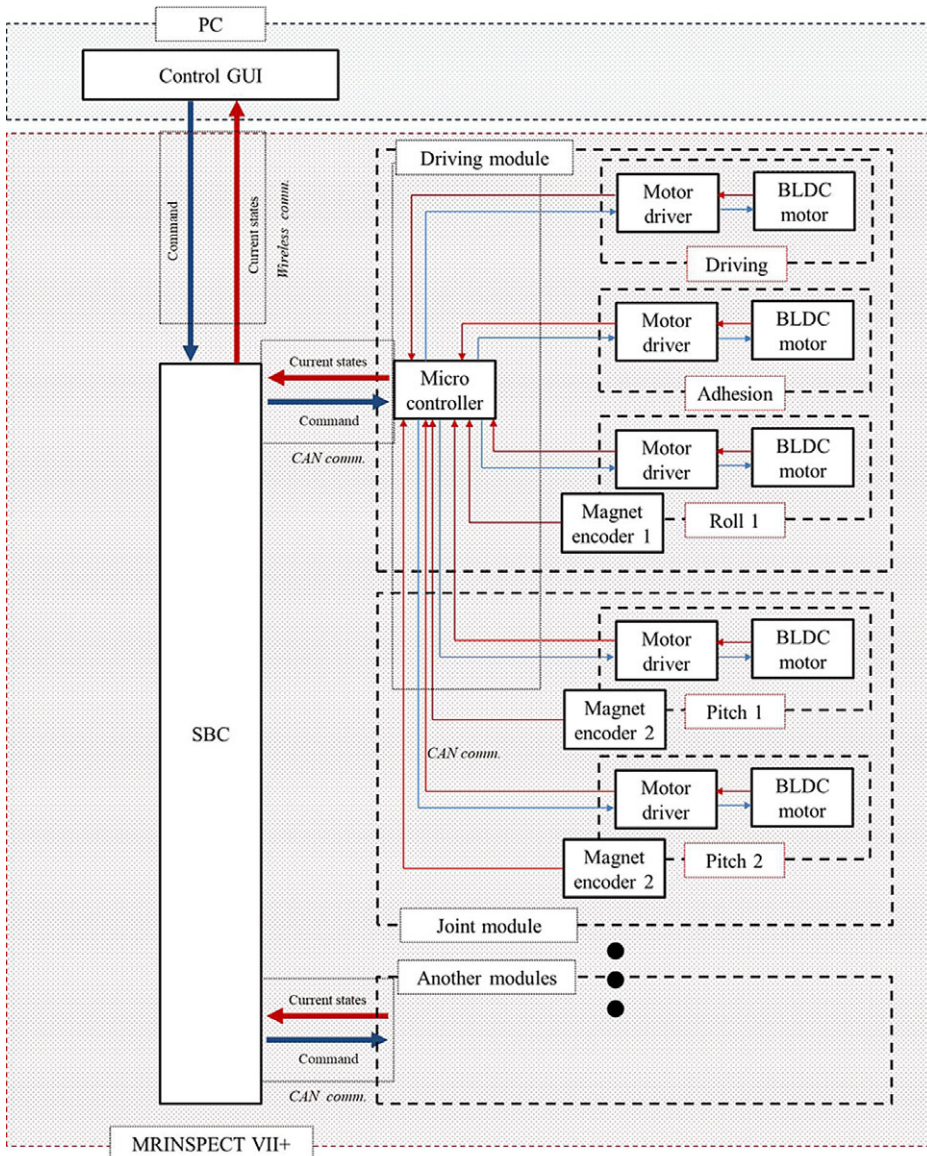 PC
Control GUI
Command
Current states
Wireless comm.
Driving module
Motor
driver
BLDC
motor
Driving
Motor
driver
BLDC
motor
Adhesion
Current states
Command
CAN comm.
Micro
controller
Motor
driver
BLDC
motor
Magnet
encoder 1
Roll 1
SBC
Motor
driver
BLDC
motor
Magnet
encoder 2
Pitch 1
CAN comm.
Motor
driver
BLDC
motor
Magnet
encoder 2
Pitch 2
Joint module
Another modules
Current states
Command
CAN comm.
MRINSPECT VII+